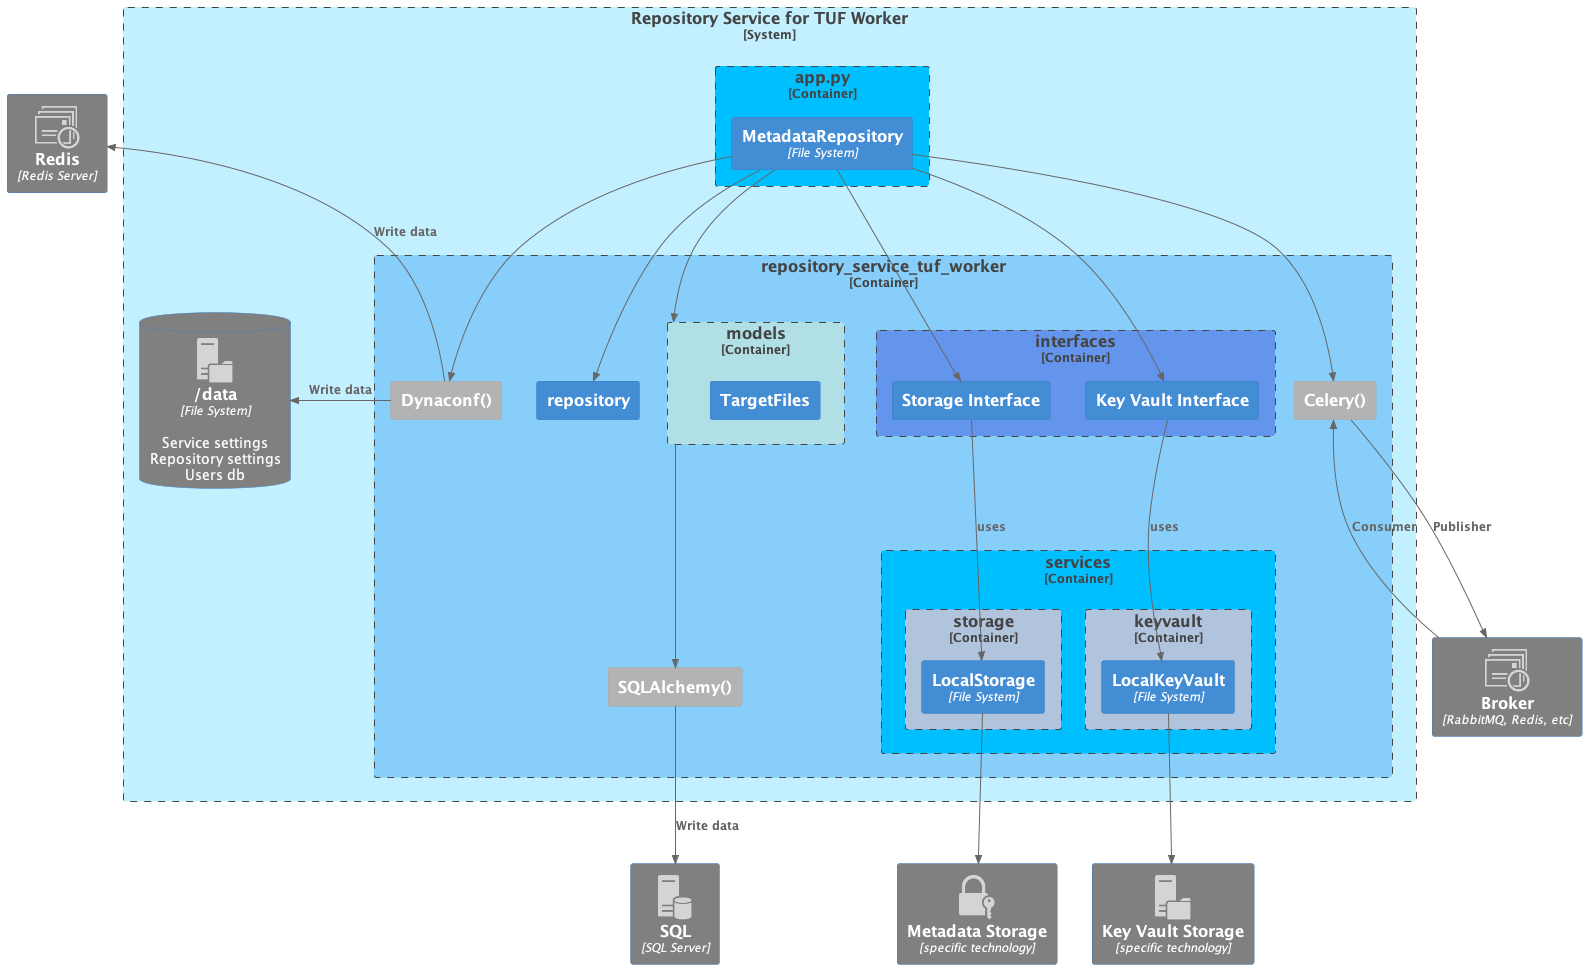 Repository Service for TUF Worker
[System]
app.py
[Container]
MetadataRepository
[File System]
Redis
[Redis Server]
Write data
repository_service_tuf_worker
[Container]
models
[Container]
interfaces
[Container]
/data
[File System]
Service settings
Repository settings
Users db
Write data
Dynaconf()
repository
TargetFiles
Storage Interface
Key Vault Interface
Celery()
uses
uses
Consumer
Publisher
services
[Container]
storage
[Container]
keyvault
[Container]
SQLAlchemy()
LocalStorage
[File System]
LocalKeyVault
[File System]
Broker
[RabbitMQ, Redis, etc]
Write data
SQL
[SQL Server]
Metadata Storage
[specific technology]
Key Vault Storage
[specific technology]